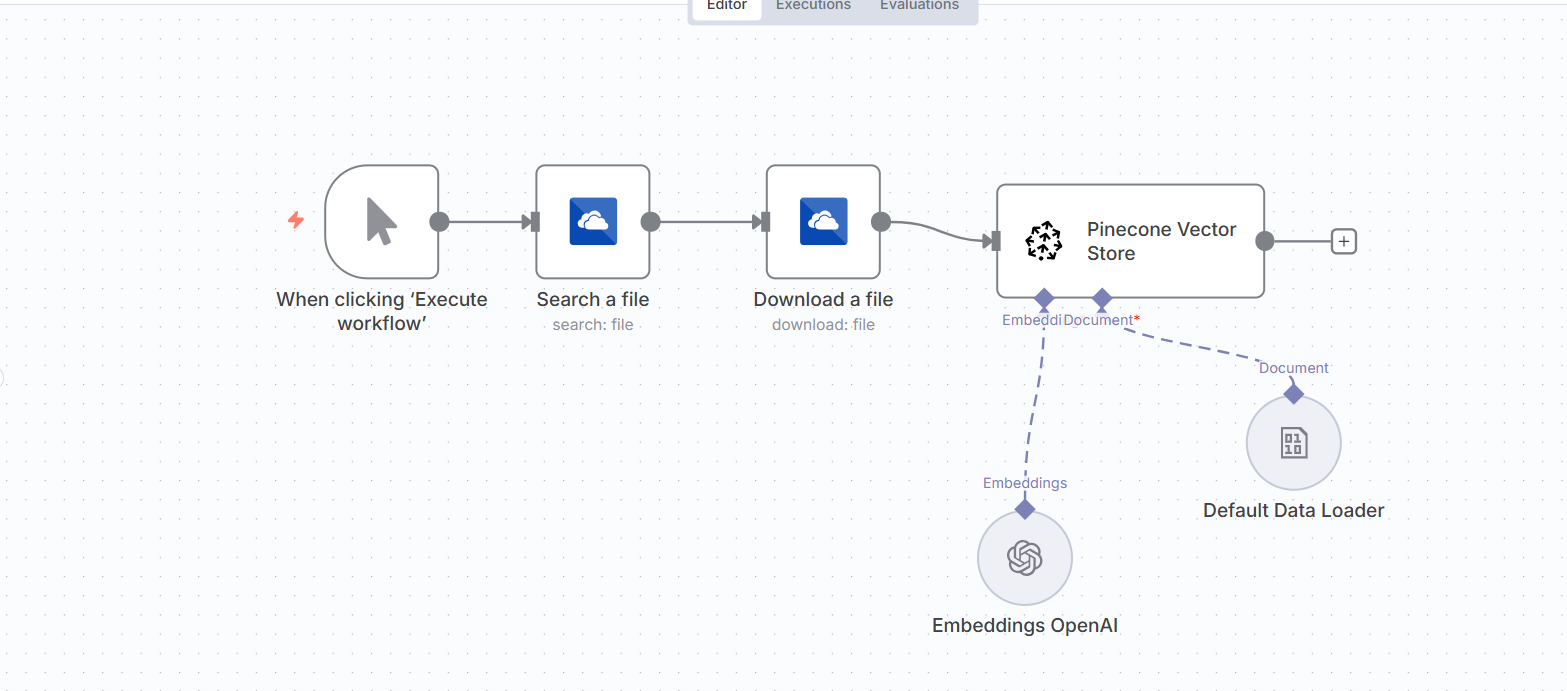 Editor
Executions
Evaluations
When clicking ‘Execute
workflow’
Search a file
search: file
Download a file
download: file
Pinecone Vector
Store
Embeddi
Document*
Document
Default Data Loader
Embeddings
Embeddings OpenAI